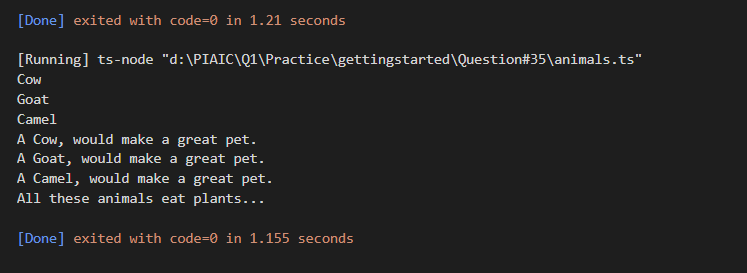 [Done] exited with code=0 in 1.21 seconds
[Running] ts-node "d:\PIAIC\Q1\Practice\gettingstarted\Question#35\animals.ts"
Cow
Goat
Camel
A Cow, would make a great pet.
A Goat, would make a great pet.
A Camel, would make a great pet.
All these animals eat plants...
[Done] exited with code=0 in 1.155 seconds